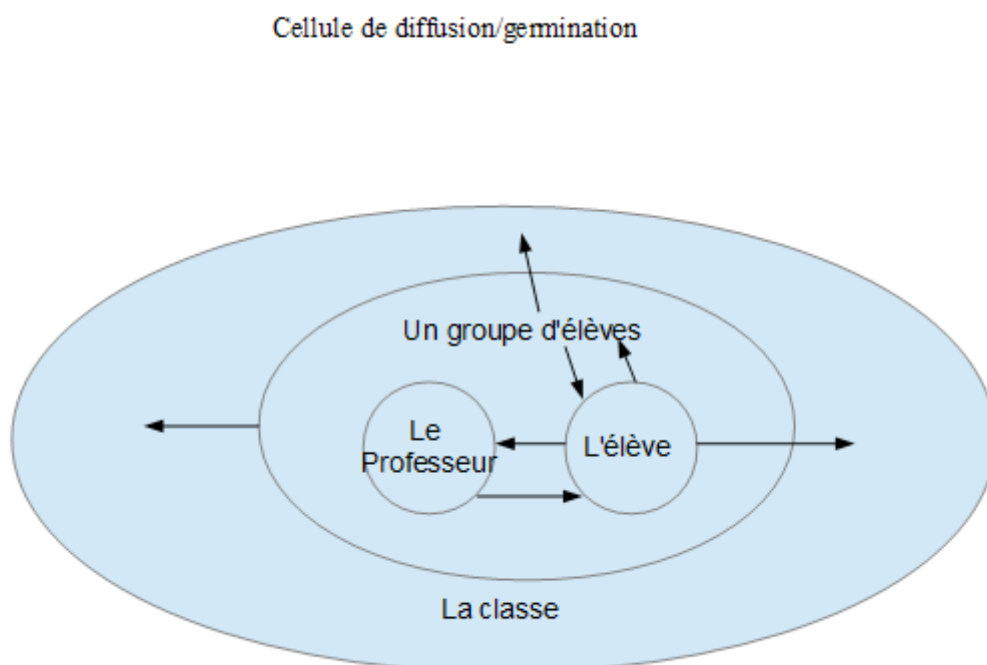 Cellule de diffusion/germination
Un groupe d'élèves
Le
Professeur
L'élève
La classe